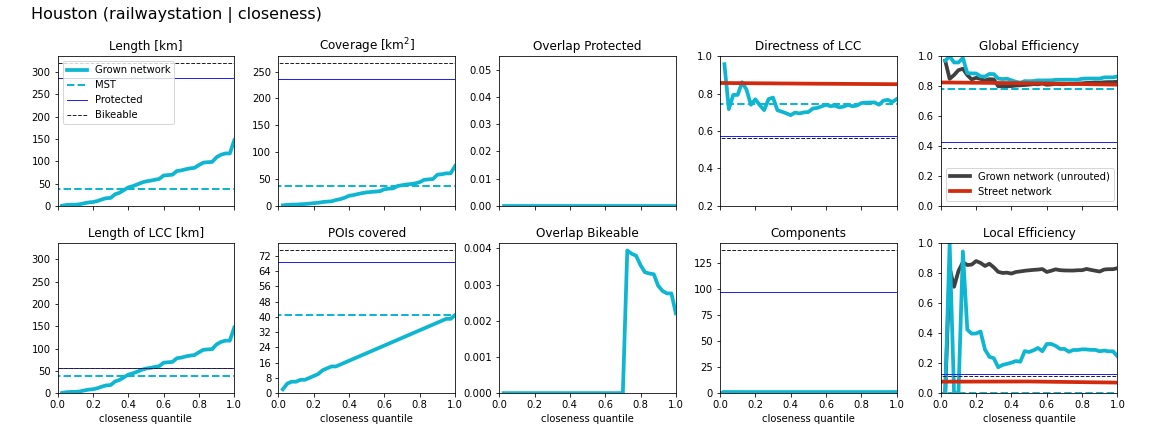 Houston (railwaystation | closeness)
Length [km]
300
250
200
150
100
50
0
Grown network
MST
Protected
Bikeable
Coverage [km²]
250
200
150
100
50
0
Overlap Protected
0.05
0.04
0.03
0.02
0.01
0.00
Directness of LCC
1.0
0.8
0.6
0.4
0.2
Global Efficiency
1.0
0.8
0.6
0.4
0.2
0.0
Grown network (unrouted)
Street network
Length of LCC [km]
300
250
200
150
100
50
0
0.0 0.2 0.4 0.6 0.8 1.0
closeness quantile
POIs covered
72
64
56
48
40
32
24
16
8
0
0.0 0.2 0.4 0.6 0.8 1.0
closeness quantile
Overlap Bikeable
0.004
0.003
0.002
0.001
0.000
0.0 0.2 0.4 0.6 0.8 1.0
closeness quantile
Components
125
100
75
50
25
0
0.0 0.2 0.4 0.6 0.8 1.0
closeness quantile
Local Efficiency
1.0
0.8
0.6
0.4
0.2
0.0
0.0 0.2 0.4 0.6 0.8 1.0
closeness quantile